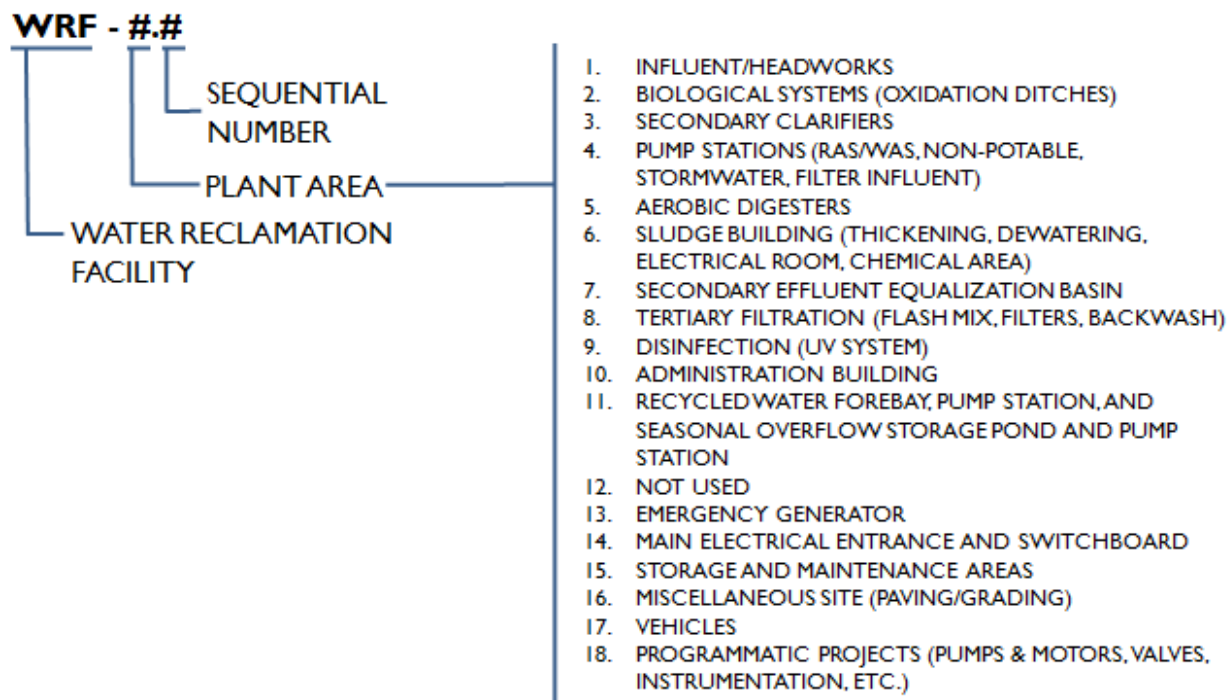 WRF - #.#
SEQUENTIAL
NUMBER
PLANT AREA
WATER RECLAMATION
FACILITY
1. INFLUENT/HEADWORKS
2. BIOLOGICAL SYSTEMS (OXIDATION DITCHES)
3. SECONDARY CLARIFIERS
4. PUMP STATIONS (RAS/WAS, NON-POTABLE,
STORMWATER, FILTER INFLUENT)
5. AEROBIC DIGESTERS
6. SLUDGE BUILDING (THICKENING, DEWATERING,
ELECTRICAL ROOM, CHEMICAL AREA)
7. SECONDARY EFFLUENT EQUALIZATION BASIN
8. TERTIARY FILTRATION (FLASH MIX, FILTERS, BACKWASH)
9. DISINFECTION (UV SYSTEM)
10. ADMINISTRATION BUILDING
11. RECYCLED WATER FOREBAY, PUMP STATION, AND
SEASONAL OVERFLOW STORAGE POND AND PUMP
STATION
12. NOT USED
13. EMERGENCY GENERATOR
14. MAIN ELECTRICAL ENTRANCE AND SWITCHBOARD
15. STORAGE AND MAINTENANCE AREAS
16. MISCELLANEOUS SITE (PAVING/GRADING)
17. VEHICLES
18. PROGRAMMATIC PROJECTS (PUMPS & MOTORS, VALVES,
INSTRUMENTATION, ETC.)